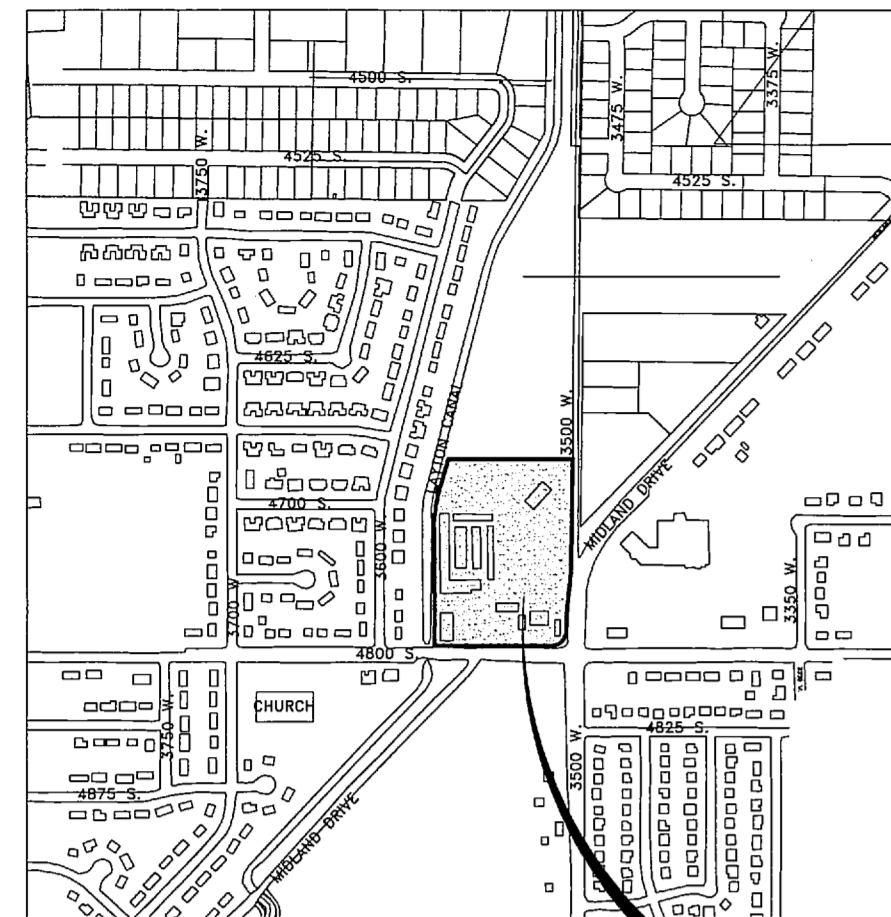 4500 S.
3475 W.
3375 W.
4525 S.
3750 W.
4525 S.
4625 S.
LAYTON CANAL
3500 W.
MIDLAND DRIVE
4700 S.
3600 W.
3700 W
3350 W.
4800 S.
CHURCH
3750 W.
4825 S.
3500 W.
4875 S.
MIDLAND DRIVE